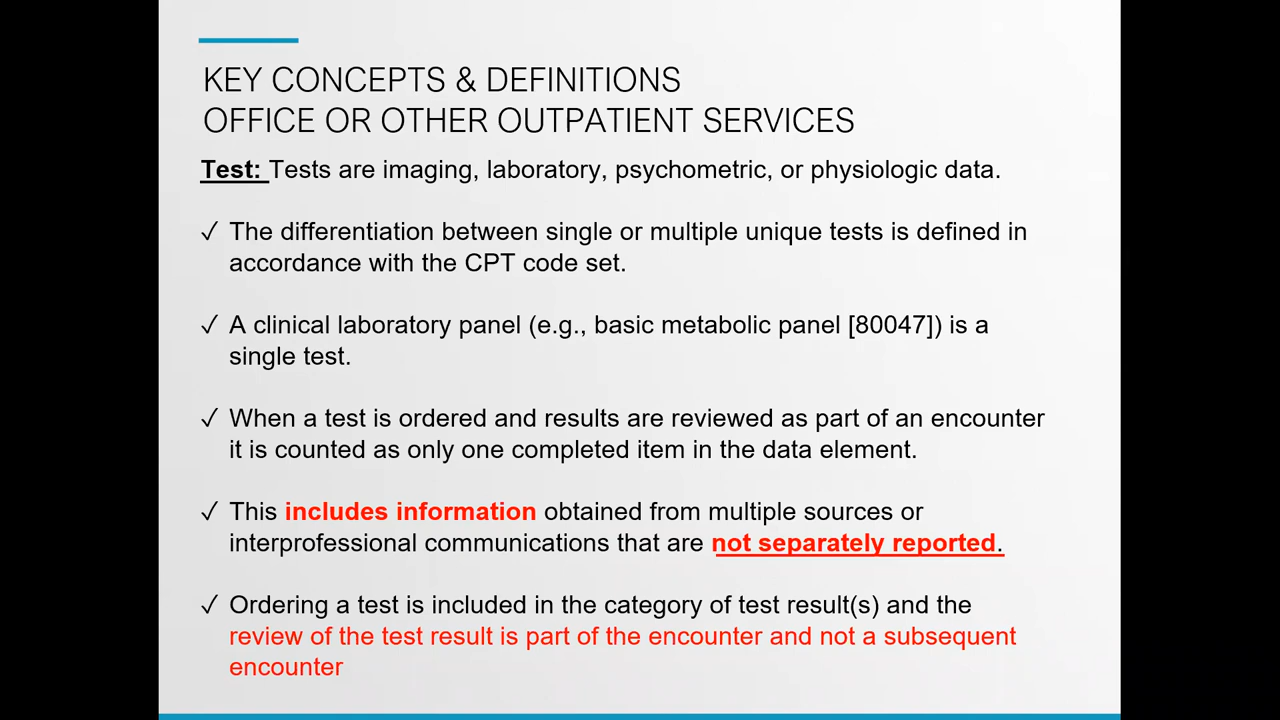 KEY CONCEPTS & DEFINITIONS
OFFICE OR OTHER OUTPATIENT SERVICES
Test: Tests are imaging, laboratory, psychometric, or physiologic data.
✓ The differentiation between single or multiple unique tests is defined in
accordance with the CPT code set.
✓ A clinical laboratory panel (e.g., basic metabolic panel [80047]) is a
single test.
✓ When a test is ordered and results are reviewed as part of an encounter
it is counted as only one completed item in the data element.
✓ This includes information obtained from multiple sources or
interprofessional communications that are not separately reported.
✓ Ordering a test is included in the category of test result(s) and the
review of the test result is part of the encounter and not a subsequent
encounter